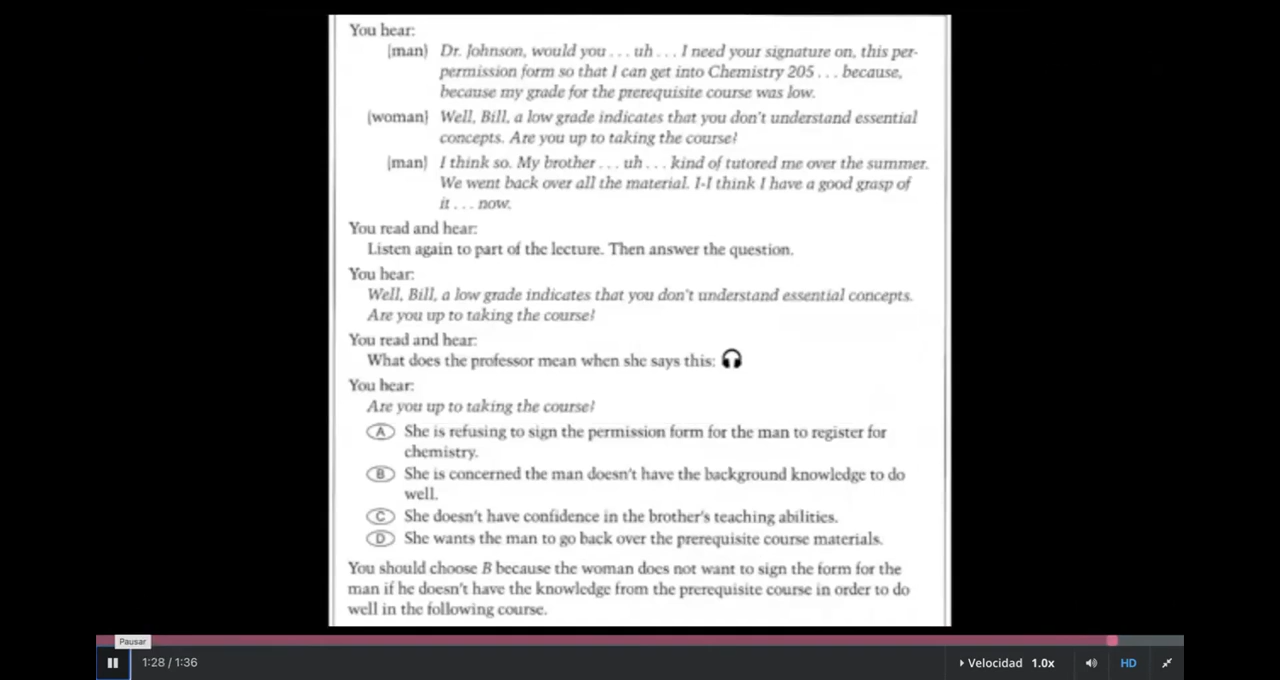 You hear:
(man) Dr. Johnson, would you . . . uh . . . I need your signature on, this per-
permission form so that I can get into Chemistry 205 . . . because,
because my grade for the prerequisite course was low.
(woman) Well, Bill, a low grade indicates that you don't understand essential
concepts. Are you up to taking the course?
(man) I think so. My brother . . . uh . . . kind of tutored me over the summer.
We went back over all the material. I-I think I have a good grasp of
it . . . now.
You read and hear:
Listen again to part of the lecture. Then answer the question.
You hear:
Well, Bill, a low grade indicates that you don't understand essential concepts.
Are you up to taking the course?
You read and hear:
What does the professor mean when she says this:
You hear:
Are you up to taking the course?
A She is refusing to sign the permission form for the man to register for
chemistry.
B She is concerned the man doesn't have the background knowledge to do
well.
C She doesn't have confidence in the brother's teaching abilities.
D She wants the man to go back over the prerequisite course materials.
You should choose B because the woman does not want to sign the form for the
man if he doesn't have the knowledge from the prerequisite course in order to do
well in the following course.
Pausar
1:28 / 1:36 Velocidad 1.0x HD